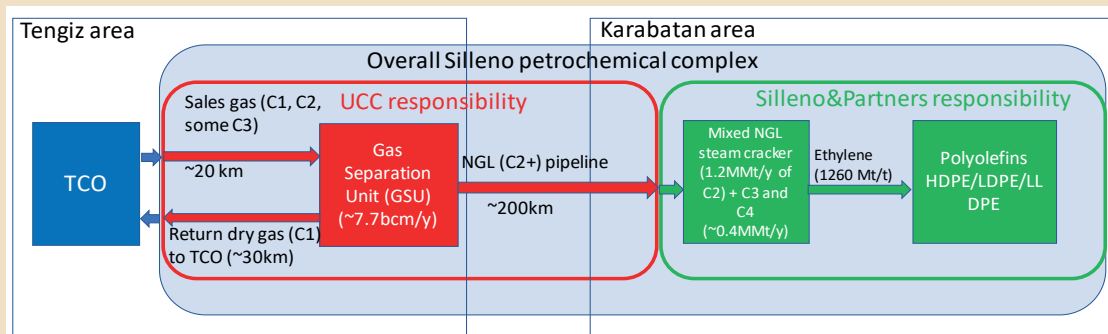 Tengiz area
Karabatan area
Overall Silleno petrochemical complex
Sales gas (C1, C2,
some C3)
UCC responsibility
Silleno&Partners responsibility
TCO
~20 km
Gas
Separation
Unit (GSU)
(~7.7bcm/y)
NGL (C2+) pipeline
~200km
Mixed NGL
steam cracker
(1.2MMt/y of
C2) + C3 and
C4
(~0.4MMt/y)
Ethylene
(1260 Mt/t)
Polyolefins
HDPE/LDPE/LL
DPE
Return dry gas (C1)
to TCO (~30km)